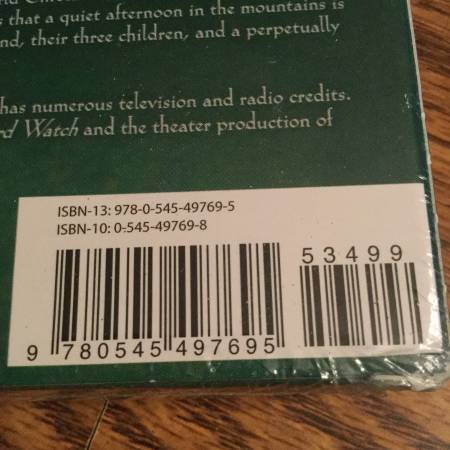 s that a quiet afternoon in the mountains is
nd, their three children, and a perpetually
has numerous television and radio credits.
rd Watch and the theater production of
ISBN-13: 978-0-545-49769-5
ISBN-10: 0-545-49769-8
53499
9 780545 497695